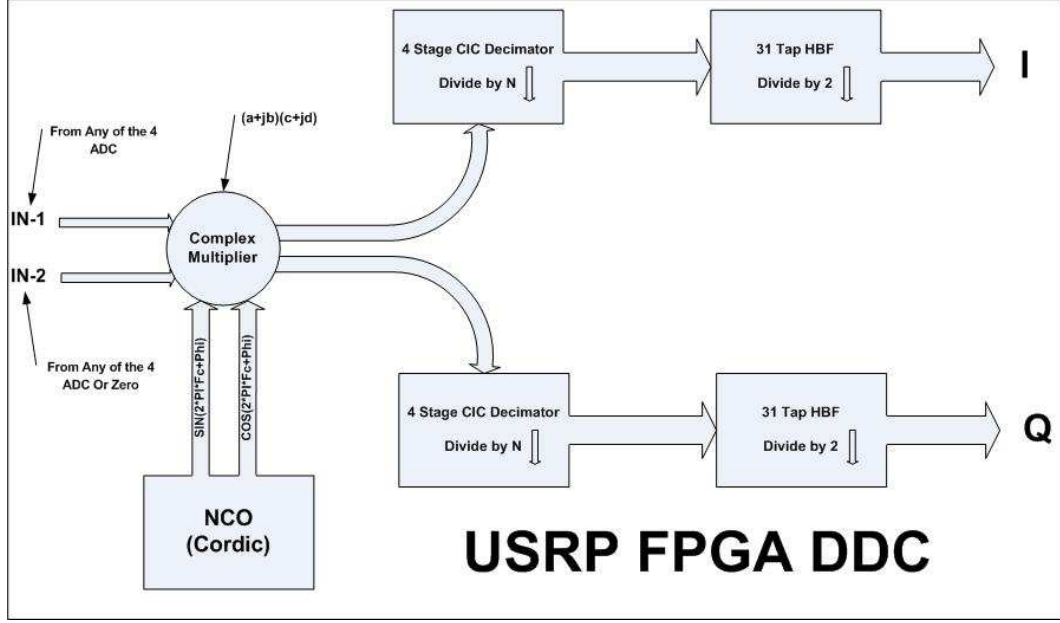 4 Stage CIC Decimator
Divide by N
31 Tap HBF
Divide by 2
I
From Any of the 4
ADC
(a+jb)(c+jd)
IN-1
Complex
Multiplier
IN-2
From Any of the 4
ADC Or Zero
SIN(2*PI*Fc+Phi)
COS(2*PI*Fc+Phi)
4 Stage CIC Decimator
Divide by N
31 Tap HBF
Divide by 2
Q
NCO
(Cordic)
USRP FPGA DDC